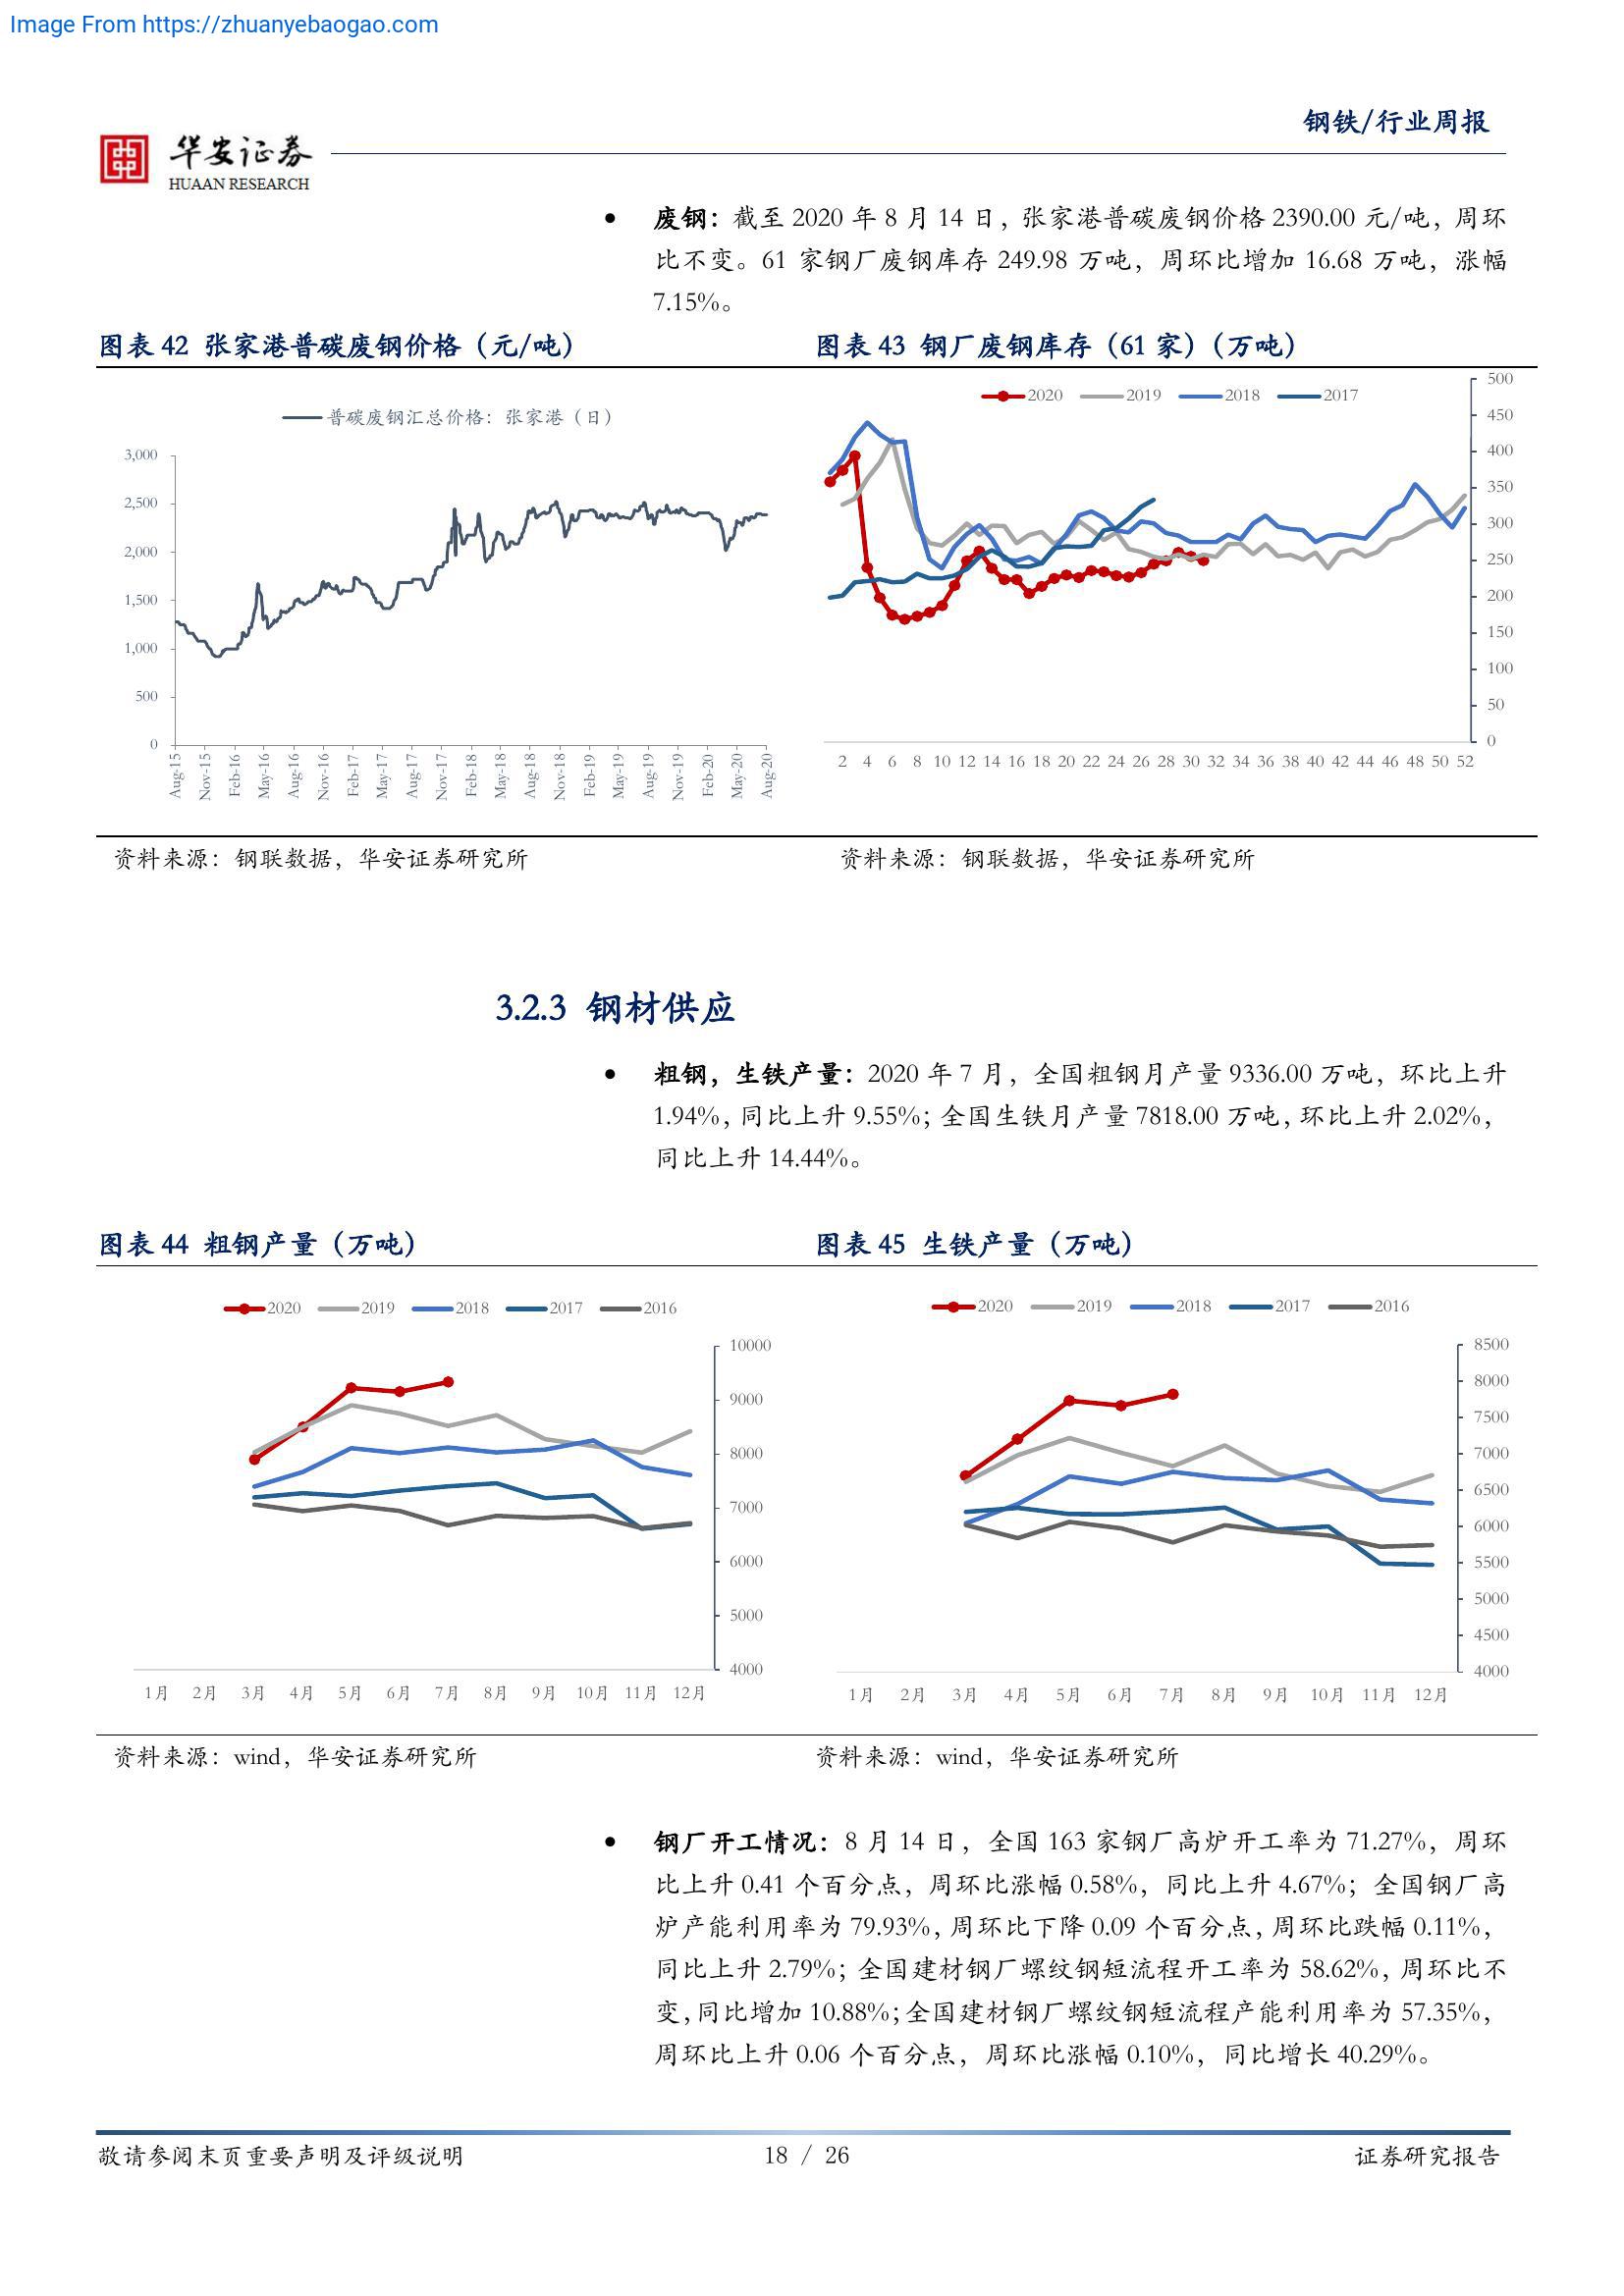 Image From https://zhuanyebaogao.com
钢铁/行业周报
华安证券
HUAAN RESEARCH
• 废钢：截至 2020 年 8 月 14 日，张家港普碳废钢价格 2390.00 元/吨，周环
比不变。61 家钢厂废钢库存 249.98 万吨，周环比增加 16.68 万吨，涨幅
7.15%。
图表 42 张家港普碳废钢价格（元/吨）
普碳废钢汇总价格：张家港（日）
3,000
2,500
2,000
1,500
1,000
500
0
Aug-15 Nov-15 Feb-16 May-16 Aug-16 Nov-16 Feb-17 May-17 Aug-17 Nov-17 Feb-18 May-18 Aug-18 Nov-18 Feb-19 May-19 Aug-19 Nov-19 Feb-20 May-20 Aug-20
资料来源：钢联数据，华安证券研究所
图表 43 钢厂废钢库存（61 家）（万吨）
2020 2019 2018 2017
500
450
400
350
300
250
200
150
100
50
0
2 4 6 8 10 12 14 16 18 20 22 24 26 28 30 32 34 36 38 40 42 44 46 48 50 52
资料来源：钢联数据，华安证券研究所
3.2.3 钢材供应
• 粗钢，生铁产量：2020 年 7 月，全国粗钢月产量 9336.00 万吨，环比上升
1.94%，同比上升 9.55%；全国生铁月产量 7818.00 万吨，环比上升 2.02%，
同比上升 14.44%。
图表 44 粗钢产量（万吨）
2020 2019 2018 2017 2016
10000
9000
8000
7000
6000
5000
4000
1月 2月 3月 4月 5月 6月 7月 8月 9月 10月 11月 12月
资料来源：wind，华安证券研究所
图表 45 生铁产量（万吨）
2020 2019 2018 2017 2016
8500
8000
7500
7000
6500
6000
5500
5000
4500
4000
1月 2月 3月 4月 5月 6月 7月 8月 9月 10月 11月 12月
资料来源：wind，华安证券研究所
• 钢厂开工情况：8 月 14 日，全国 163 家钢厂高炉开工率为 71.27%，周环
比上升 0.41 个百分点，周环比涨幅 0.58%，同比上升 4.67%；全国钢厂高
炉产能利用率为 79.93%，周环比下降 0.09 个百分点，周环比跌幅 0.11%，
同比上升 2.79%；全国建材钢厂螺纹钢短流程开工率为 58.62%，周环比不
变，同比增加 10.88%；全国建材钢厂螺纹钢短流程产能利用率为 57.35%，
周环比上升 0.06 个百分点，周环比涨幅 0.10%，同比增长 40.29%。
敬请参阅末页重要声明及评级说明
18 / 26
证券研究报告